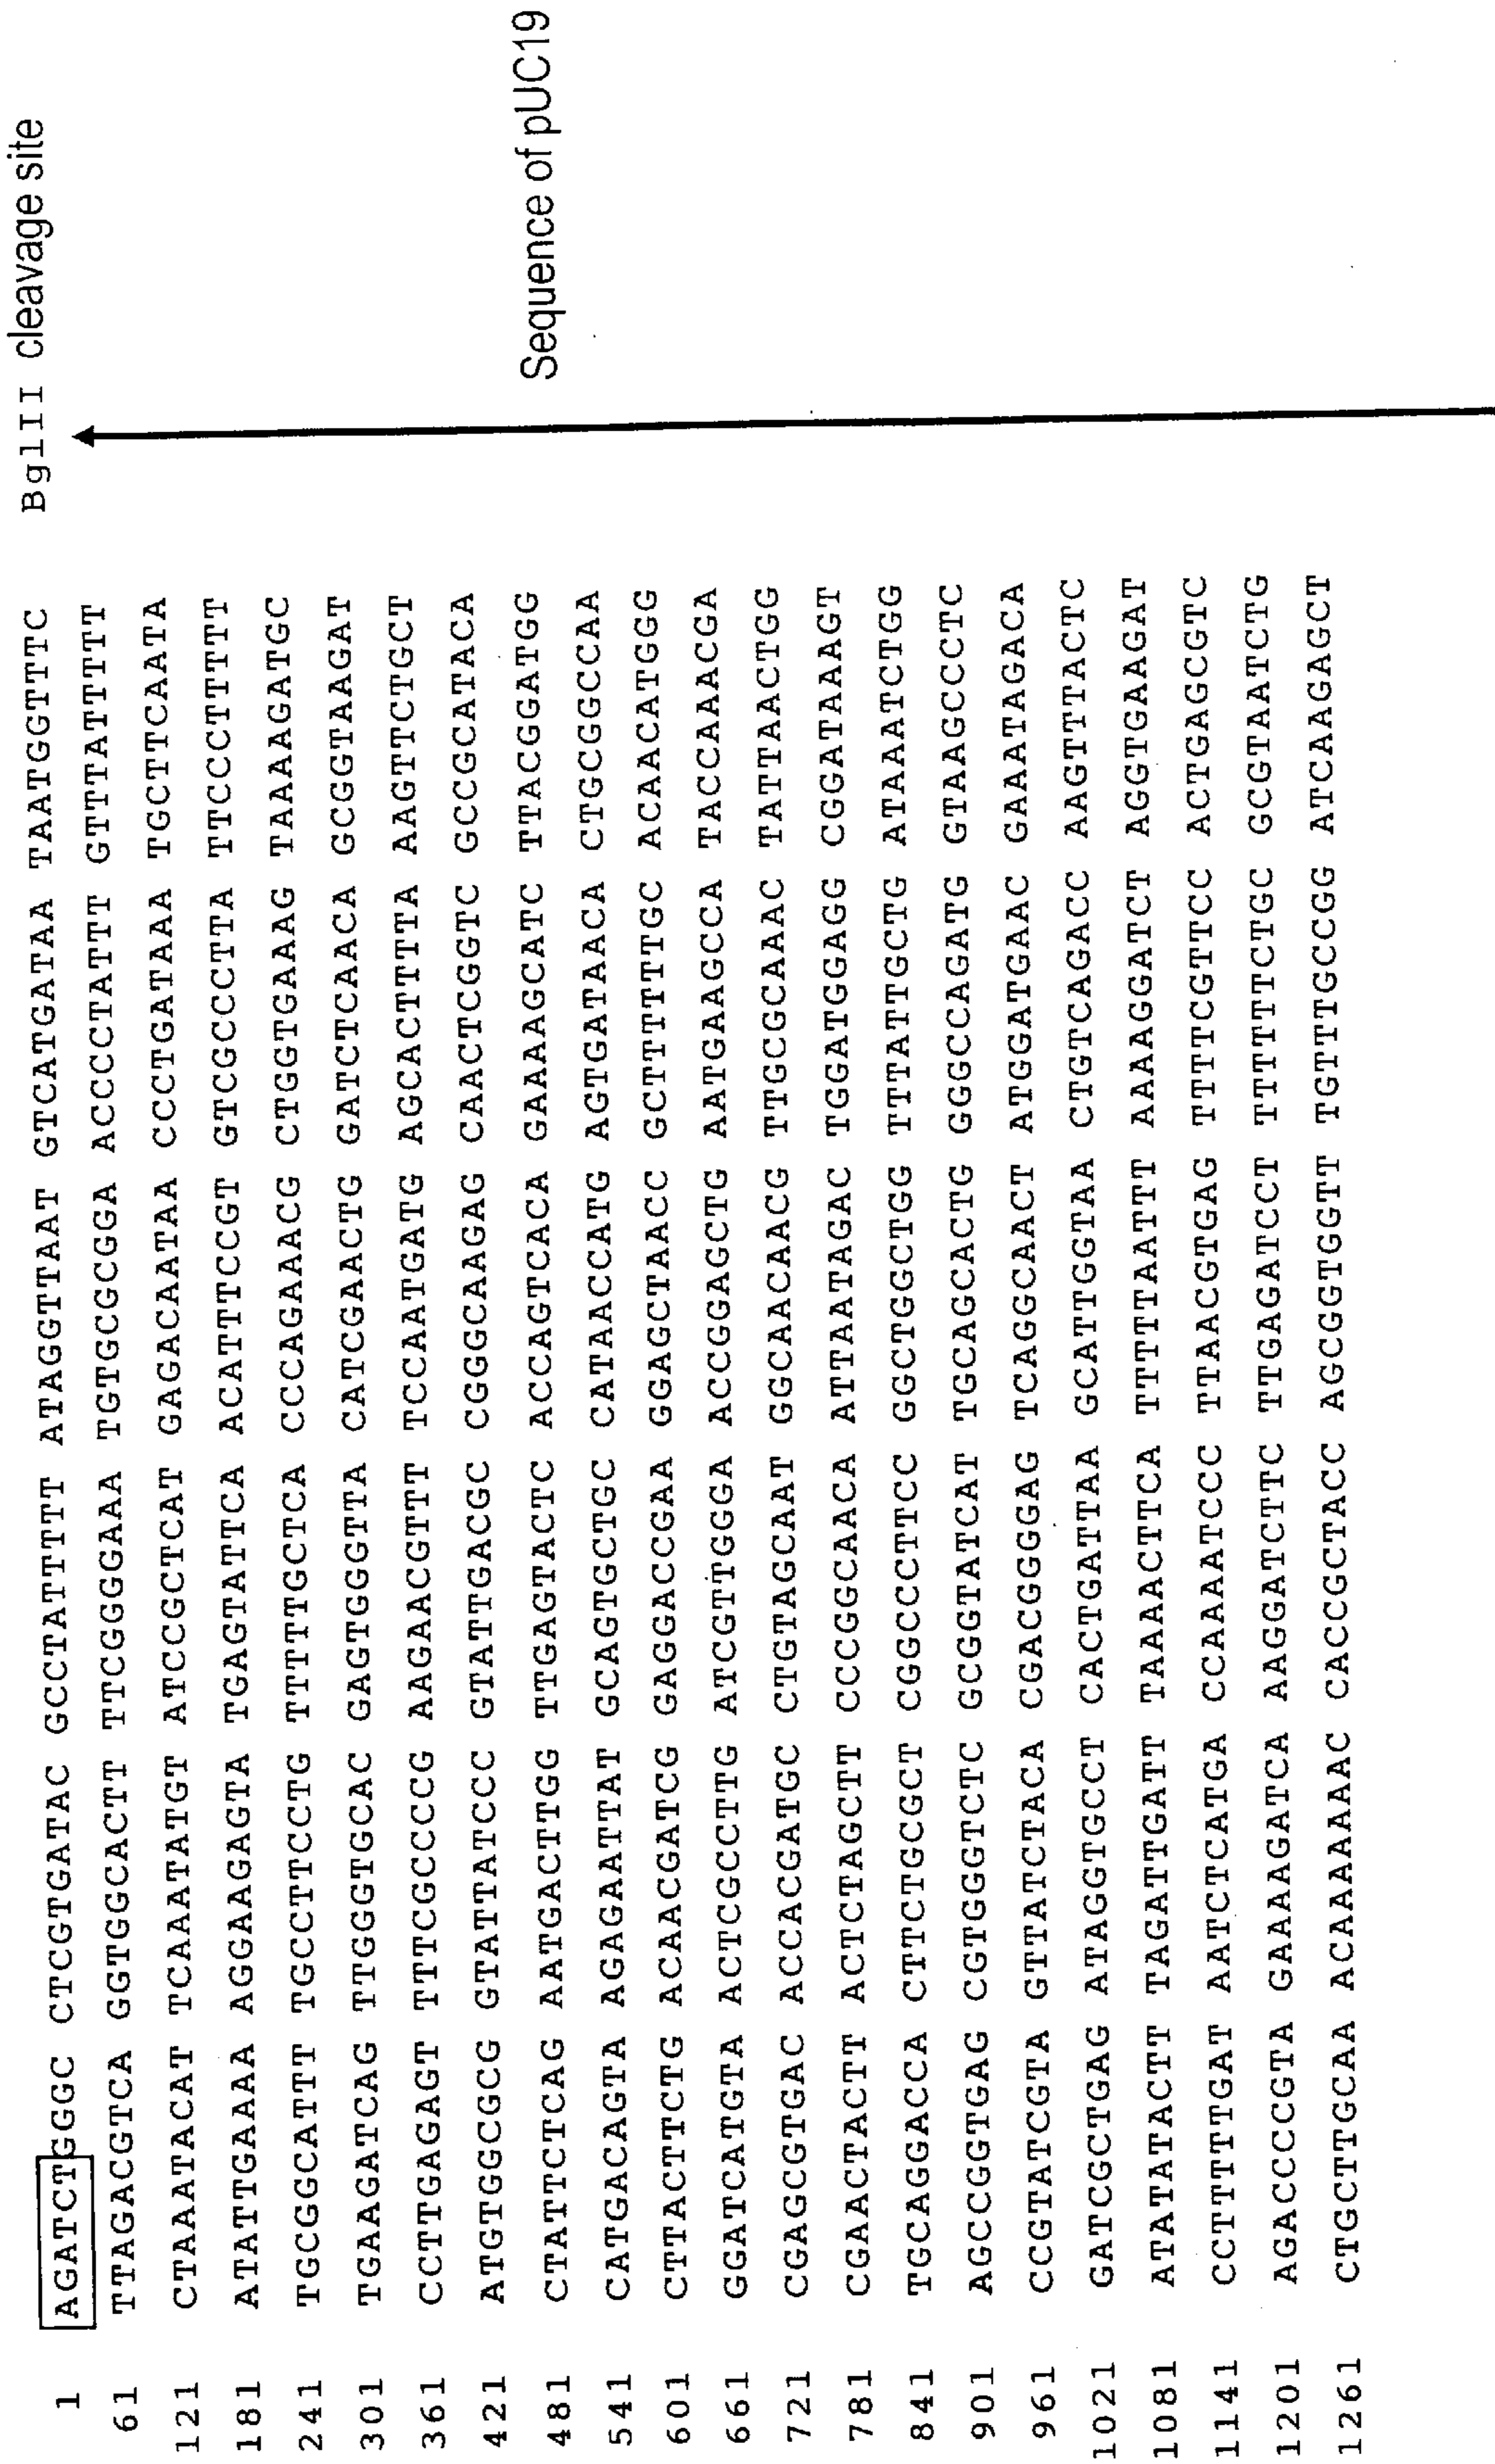 BglII cleavage site
1 AGATCTGGGC CTCGTGATAC GCCTATTTTT ATAGGTTAAT GTCATGATAA TAATGGTTTC
61 TTAGACGTCA GGTGGCACTT TTCGGGGAAA TGTGCGCGGA ACCCCTATTT GTTTATTTTT
121 CTAAATACAT TCAAATATGT ATCCGCTCAT GAGACAATAA CCCTGATAAA TGCTTCAATA
181 ATATTGAAAA AGGAAGAGTA TGAGTATTCA ACATTTCCGT GTCGCCCTTA TTCCCTTTTT
241 TGCGGCATTT TGCCTTCCTG TTTTTGCTCA CCCAGAAACG CTGGTGAAAG TAAAAGATGC
301 TGAAGATCAG TTGGGTGCAC GAGTGGGTTA CATCGAACTG GATCTCAACA GCGGTAAGAT
361 CCTTGAGAGT TTTCGCCCCG AAGAACGTTT TCCAATGATG AGCACTTTTA AAGTTCTGCT
421 ATGTGGCGCG GTATTATCCC GTATTGACGC CGGGCAAGAG CAACTCGGTC GCCGCATACA
481 CTATTCTCAG AATGACTTGG TTGAGTACTC ACCAGTCACA GAAAAGCATC TTACGGATGG
541 CATGACAGTA AGAGAATTAT GCAGTGCTGC CATAACCATG AGTGATAACA CTGCGGCCAA
601 CTTACTTCTG ACAACGATCG GAGGACCGAA GGAGCTAACC GCTTTTTTGC ACAACATGGG
661 GGATCATGTA ACTCGCCTTG ATCGTTGGGA ACCGGAGCTG AATGAAGCCA TACCAAACGA
721 CGAGCGTGAC ACCACGATGC CTGTAGCAAT GGCAACAACG TTGCGCAAAC TATTAACTGG
781 CGAACTACTT ACTCTAGCTT CCCGGCAACA ATTAATAGAC TGGATGGAGG CGGATAAAGT
841 TGCAGGACCA CTTCTGCGCT CGGCCCTTCC GGCTGGCTGG TTTATTGCTG ATAAATCTGG
901 AGCCGGTGAG CGTGGGTCTC GCGGTATCAT TGCAGCACTG GGGCCAGATG GTAAGCCCTC
961 CCGTATCGTA GTTATCTACA CGACGGGGAG TCAGGCAACT ATGGATGAAC GAAATAGACA
1021 GATCGCTGAG ATAGGTGCCT CACTGATTAA GCATTGGTAA CTGTCAGACC AAGTTTACTC
1081 ATATATACTT TAGATTGATT TAAAACTTCA TTTTTAATTT AAAAGGATCT AGGTGAAGAT
1141 CCTTTTTGAT AATCTCATGA CCAAAATCCC TTAACGTGAG TTTTCGTTCC ACTGAGCGTC
1201 AGACCCCGTA GAAAAGATCA AAGGATCTTC TTGAGATCCT TTTTTTCTGC GCGTAATCTG
1261 CTGCTTGCAA ACAAAAAAAC CACCGCTACC AGCGGTGGTT TGTTTGCCGG ATCAAGAGCT
Sequence of pUC19